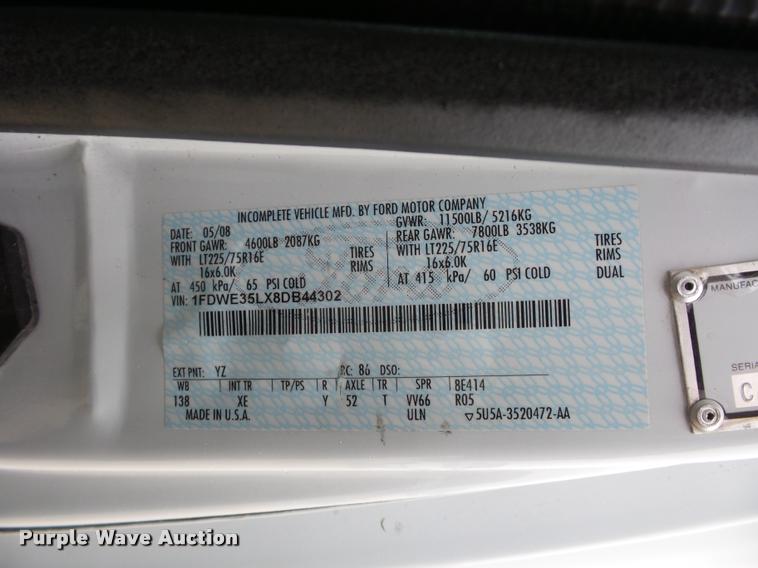 INCOMPLETE VEHICLE MFD. BY FORD MOTOR COMPANY
DATE: 05/08 GVWR: 11500LB/ 5216KG
FRONT GAWR: 4600LB 2087KG REAR GAWR: 7800LB 3538KG
WITH LT225/75R16E TIRES WITH LT225/75R16E TIRES
16x6.0K RIMS 16x6.0K RIMS
AT 450 kPa/ 65 PSI COLD AT 415 kPa/ 60 PSI COLD DUAL
VIN: 1FDWE35LX8DB44302
EXT PNT: YZ RC: 86 DSO:
WB INT TR TP/PS R AXLE TR SPR 8E414
138 XE Y 52 T VV66 R05
MADE IN U.S.A. ULN ▽5U5A-3520472-AA
MANUFAC
SERIA
C
Purple Wave Auction